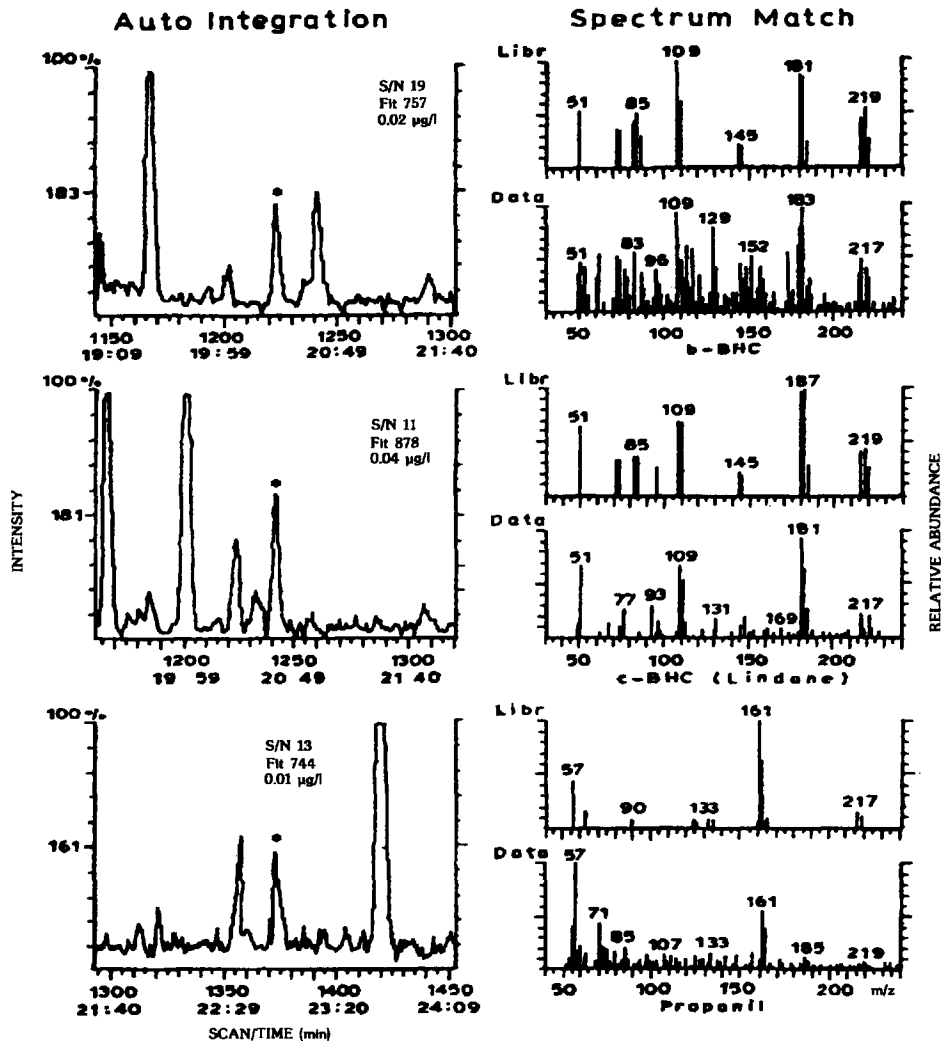 Auto Integration
Spectrum Match
100%
S/N 19
Fit 757
0.02 µg/l
183
*
1150 1200 1250 1300
19:09 19:59 20:49 21:40
Libr
51 85 109 145 181 219
Data
51 83 96 109 129 152 183 217
50 100 150 200
b-BHC
100%
S/N 11
Fit 878
0.04 µg/l
181
*
1200 1250 1300
19 59 20 49 21 40
Libr
51 85 109 145 187 219
Data
51 77 93 109 131 169 181 217
50 100 150 200
c-BHC (Lindane)
100%
S/N 13
Fit 744
0.01 µg/l
161
*
1300 1350 1400 1450
21:40 22:29 23:20 24:09
Libr
57 90 133 161 217
Data
57 71 85 107 133 161 185 219
50 100 150 200 m/z
Propanil
INTENSITY
RELATIVE ABUNDANCE
SCAN/TIME (min)